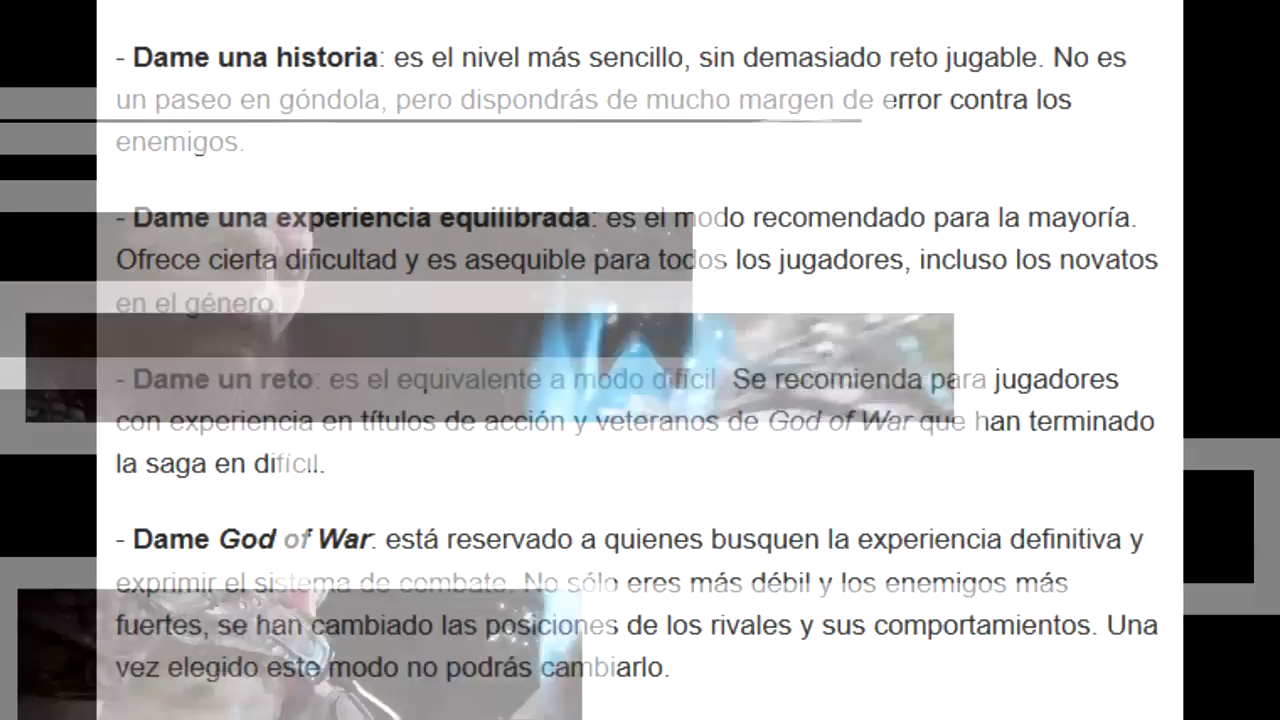 - Dame una historia: es el nivel más sencillo, sin demasiado reto jugable. No es
un paseo en góndola, pero dispondrás de mucho margen de error contra los
enemigos.
- Dame una experiencia equilibrada: es el modo recomendado para la mayoría.
Ofrece cierta dificultad y es asequible para todos los jugadores, incluso los novatos
en el género.
- Dame un reto: es el equivalente a modo difícil. Se recomienda para jugadores
con experiencia en títulos de acción y veteranos de God of War que han terminado
la saga en difícil.
- Dame God of War: está reservado a quienes busquen la experiencia definitiva y
exprimir el sistema de combate. No sólo eres más débil y los enemigos más
fuertes, se han cambiado las posiciones de los rivales y sus comportamientos. Una
vez elegido este modo no podrás cambiarlo.